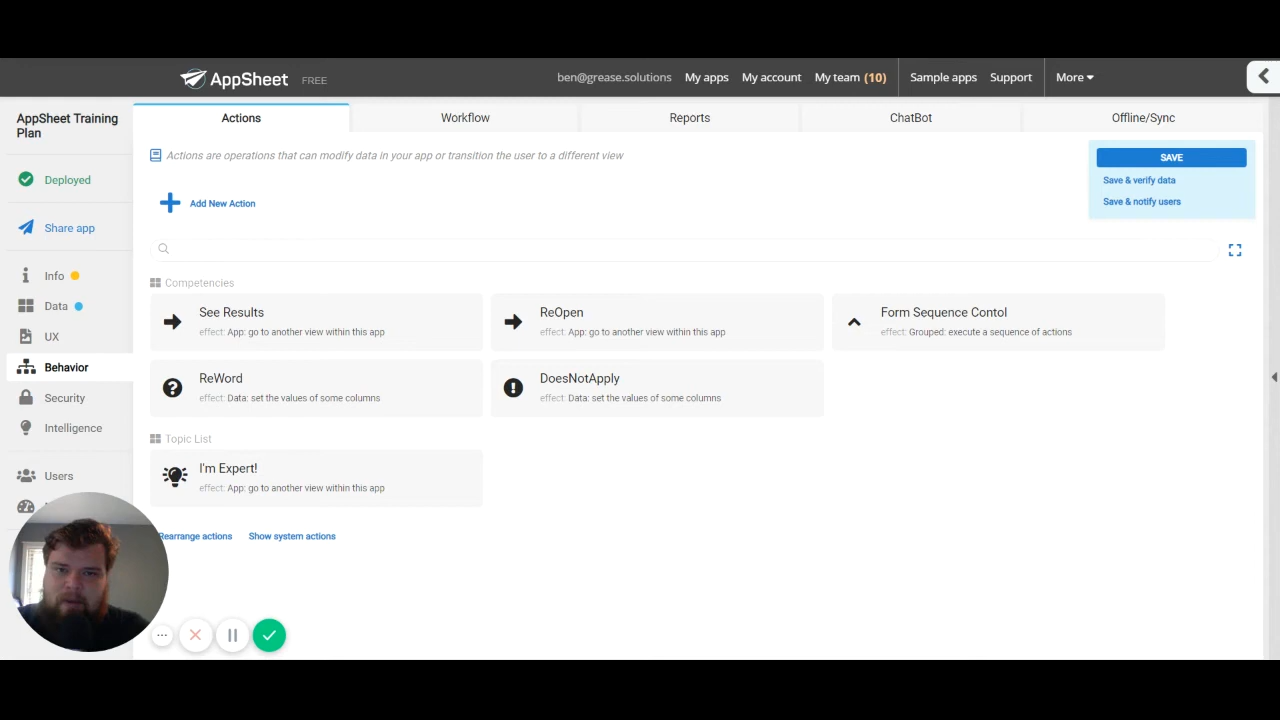 AppSheet FREE
ben@grease.solutions My apps My account My team (10) Sample apps Support More
AppSheet Training
Plan
Deployed
Share app
Info
Data
UX
Behavior
Security
Intelligence
Users
Actions Workflow Reports ChatBot Offline/Sync
Actions are operations that can modify data in your app or transition the user to a different view
SAVE
Save & verify data
Save & notify users
Add New Action
Competencies
See Results
effect: App: go to another view within this app
ReOpen
effect: App: go to another view within this app
Form Sequence Contol
effect: Grouped: execute a sequence of actions
ReWord
effect: Data: set the values of some columns
DoesNotApply
effect: Data: set the values of some columns
Topic List
I'm Expert!
effect: App: go to another view within this app
Rearrange actions Show system actions